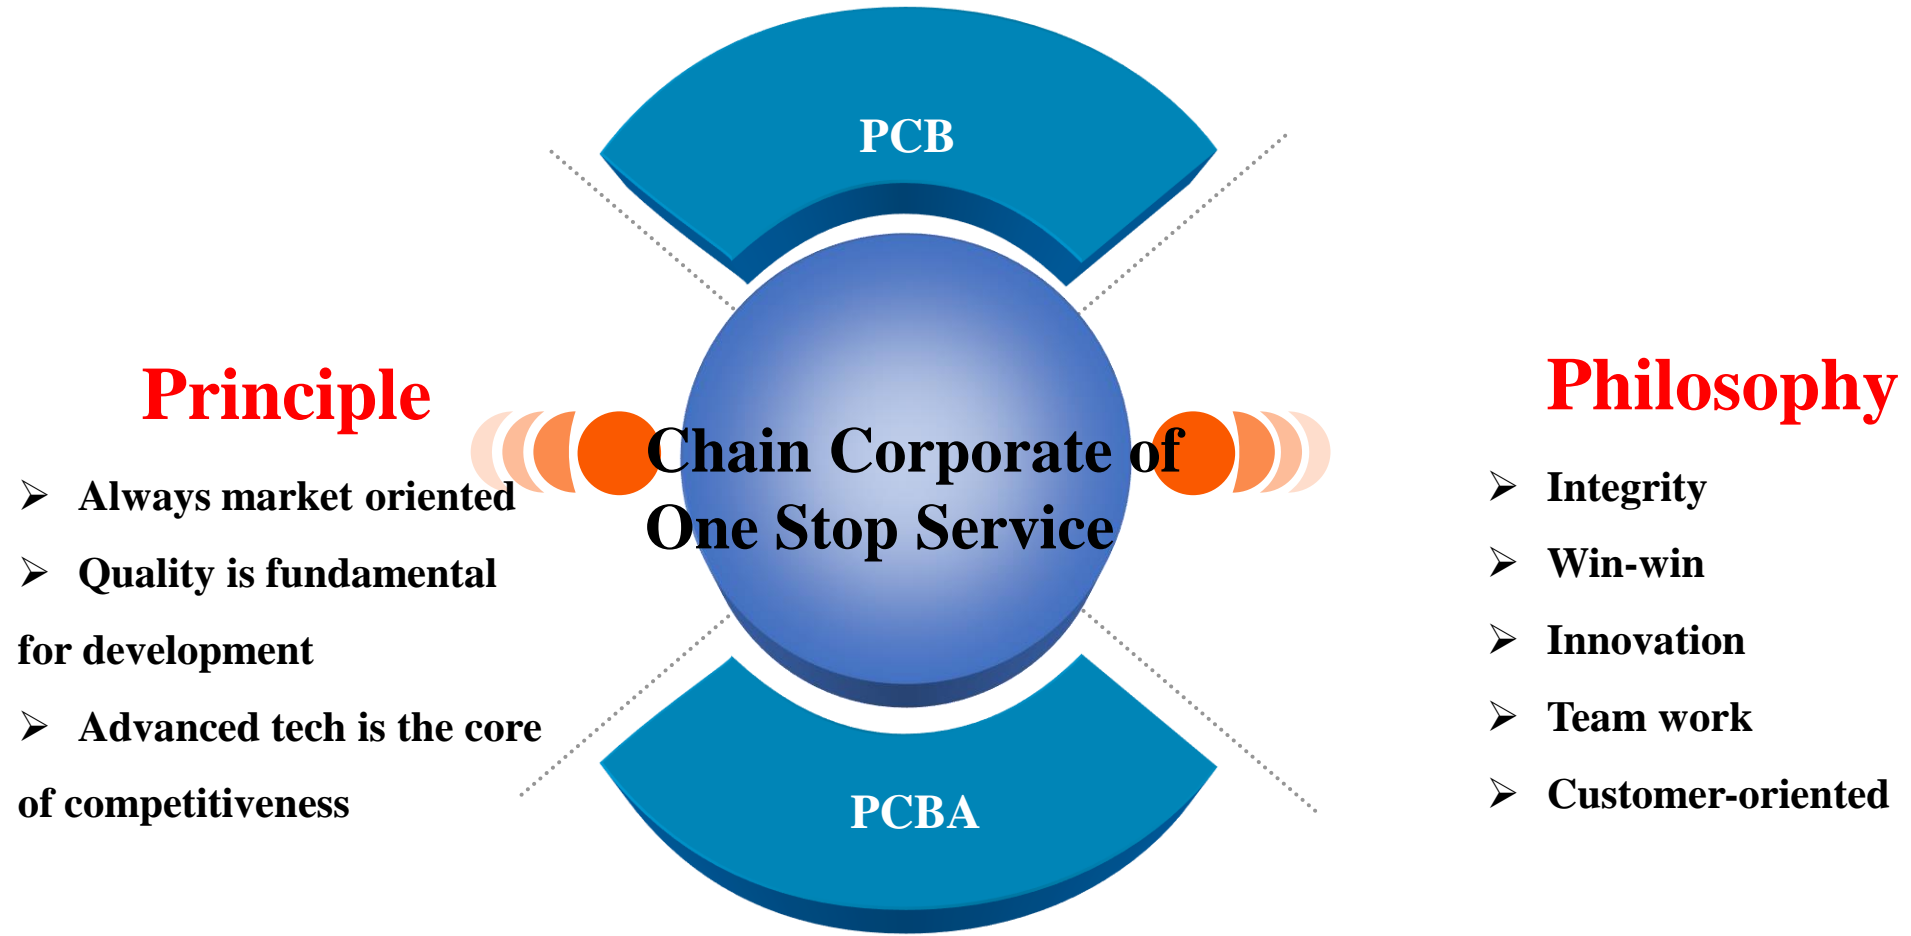 PCB
Principle
➢ Always market oriented
➢ Quality is fundamental
for development
➢ Advanced tech is the core
of competitiveness
Chain Corporate of
One Stop Service
Philosophy
➢ Integrity
➢ Win-win
➢ Innovation
➢ Team work
➢ Customer-oriented
PCBA